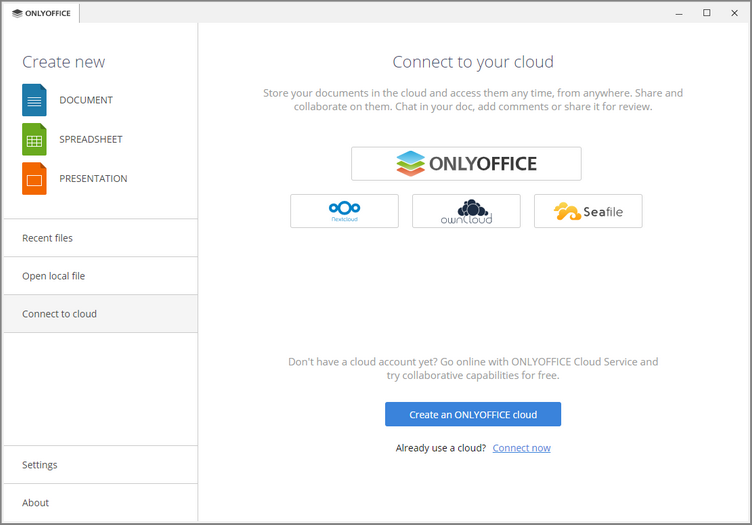 ONLYOFFICE
Create new
DOCUMENT
SPREADSHEET
PRESENTATION
Recent files
Open local file
Connect to cloud
Settings
About
Connect to your cloud
Store your documents in the cloud and access them any time, from anywhere. Share and
collaborate on them. Chat in your doc, add comments or share it for review.
ONLYOFFICE
Nextcloud
ownCloud
Seafile
Don't have a cloud account yet? Go online with ONLYOFFICE Cloud Service and
try collaborative capabilities for free.
Create an ONLYOFFICE cloud
Already use a cloud? Connect now